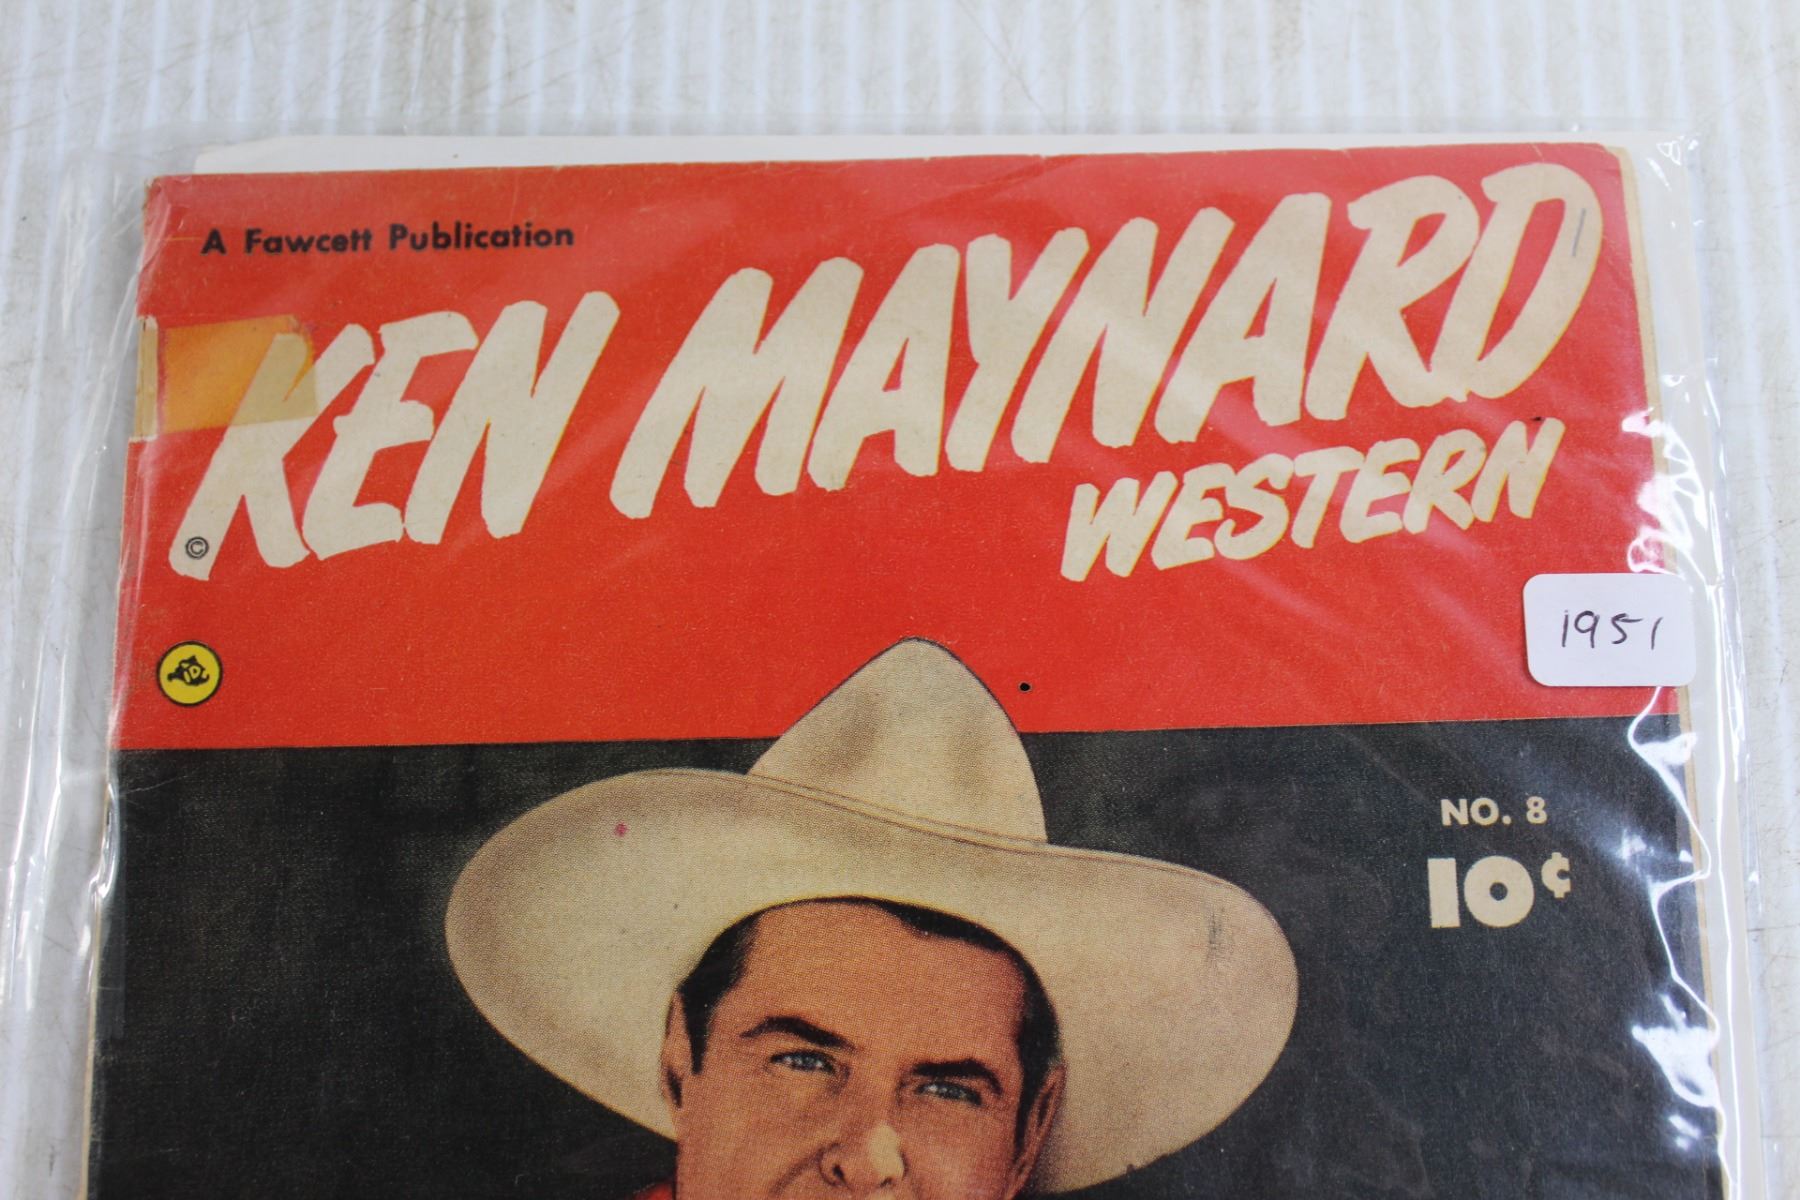 A Fawcett Publication
KEN MAYNARD
WESTERN
©
1951
NO. 8
10¢